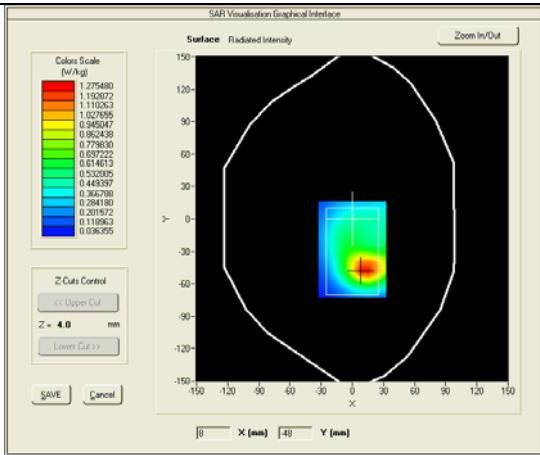 SAR Visualisation Graphical Interface
Surface Radiated Intensity
Zoom In/Out
Colors Scale
(W/kg)
1.275480
1.192872
1.110263
1.027655
0.945047
0.862438
0.779830
0.697222
0.614613
0.532005
0.449397
0.366788
0.284180
0.201572
0.118963
0.036355
150-
120-
90-
60-
30-
0-
-30-
-60-
-90-
-120-
-150-
Y
-150 -120 -90 -60 -30 0 30 60 90 120 150
X
Z-Cuts Control
<< Upper Cut
Z = 4.0 mm
Lower Cut >>
SAVE Cancel
8 X (mm) -48 Y (mm)